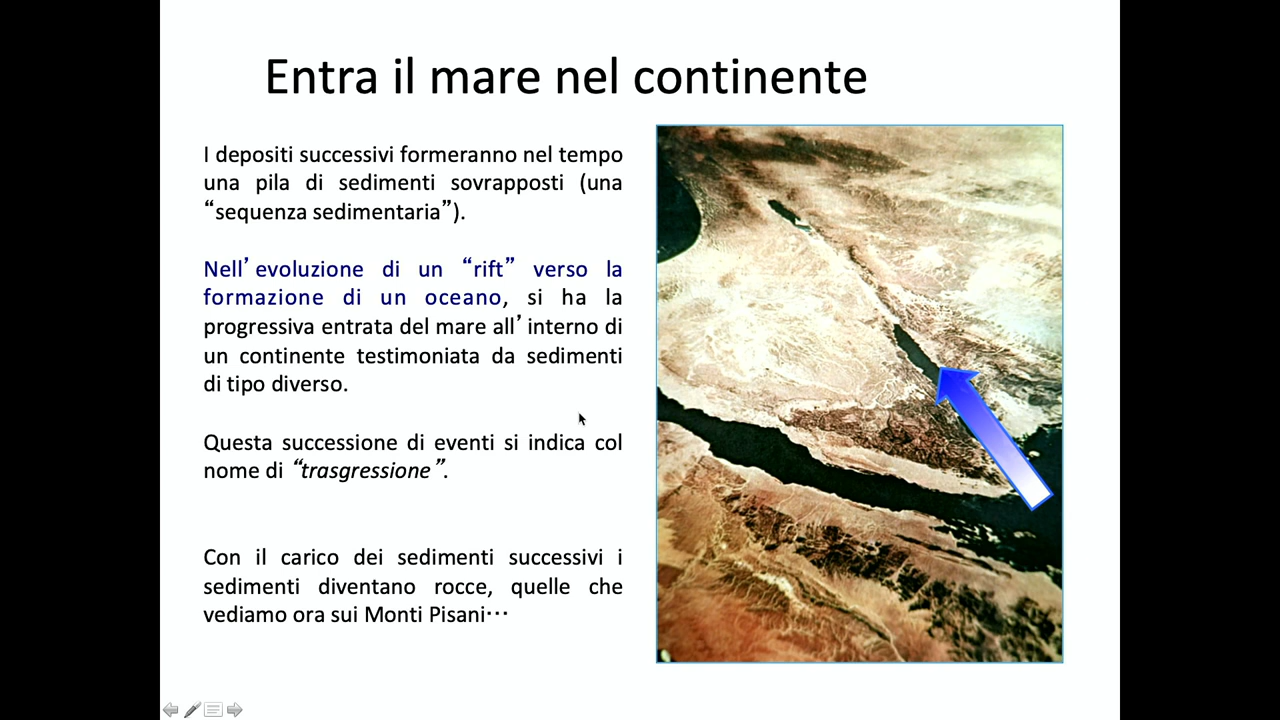 Entra il mare nel continente
I depositi successivi formeranno nel tempo
una pila di sedimenti sovrapposti (una
“sequenza sedimentaria”).
Nell’evoluzione di un “rift” verso la
formazione di un oceano, si ha la
progressiva entrata del mare all’interno di
un continente testimoniata da sedimenti
di tipo diverso.
Questa successione di eventi si indica col
nome di “trasgressione”.
Con il carico dei sedimenti successivi i
sedimenti diventano rocce, quelle che
vediamo ora sui Monti Pisani…